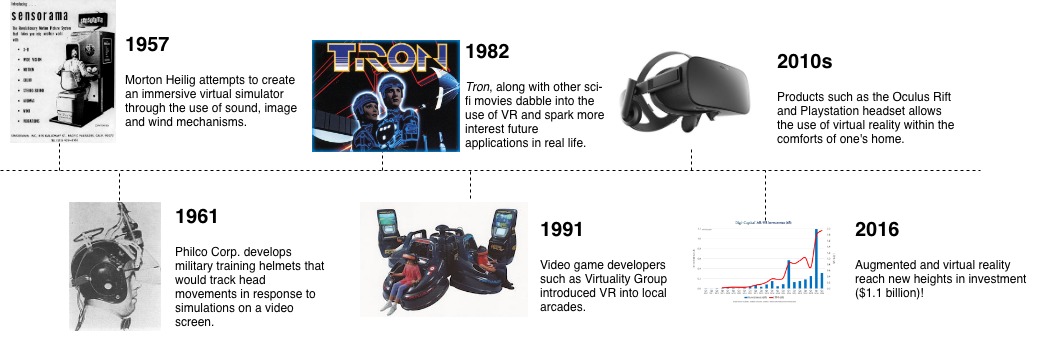 Introducing
sensorama
The Revolutionary Motion Picture System
that takes you into another world
with
• 3-D
• WIDE VISION
• MOTION
• COLOR
• STEREO-SOUND
• AROMAS
• WIND
• VIBRATIONS
1957
Morton Heilig attempts to create
an immersive virtual simulator
through the use of sound, image
and wind mechanisms.
TRON
1982
Tron, along with other sci-
fi movies dabble into the
use of VR and spark more
interest future
applications in real life.
2010s
Products such as the Oculus Rift
and Playstation headset allows
the use of virtual reality within the
comforts of one's home.
1961
Philco Corp. develops
military training helmets that
would track head
movements in response to
simulations on a video
screen.
1991
Video game developers
such as Virtuality Group
introduced VR into local
arcades.
2016
Augmented and virtual reality
reach new heights in investment
($1.1 billion)!